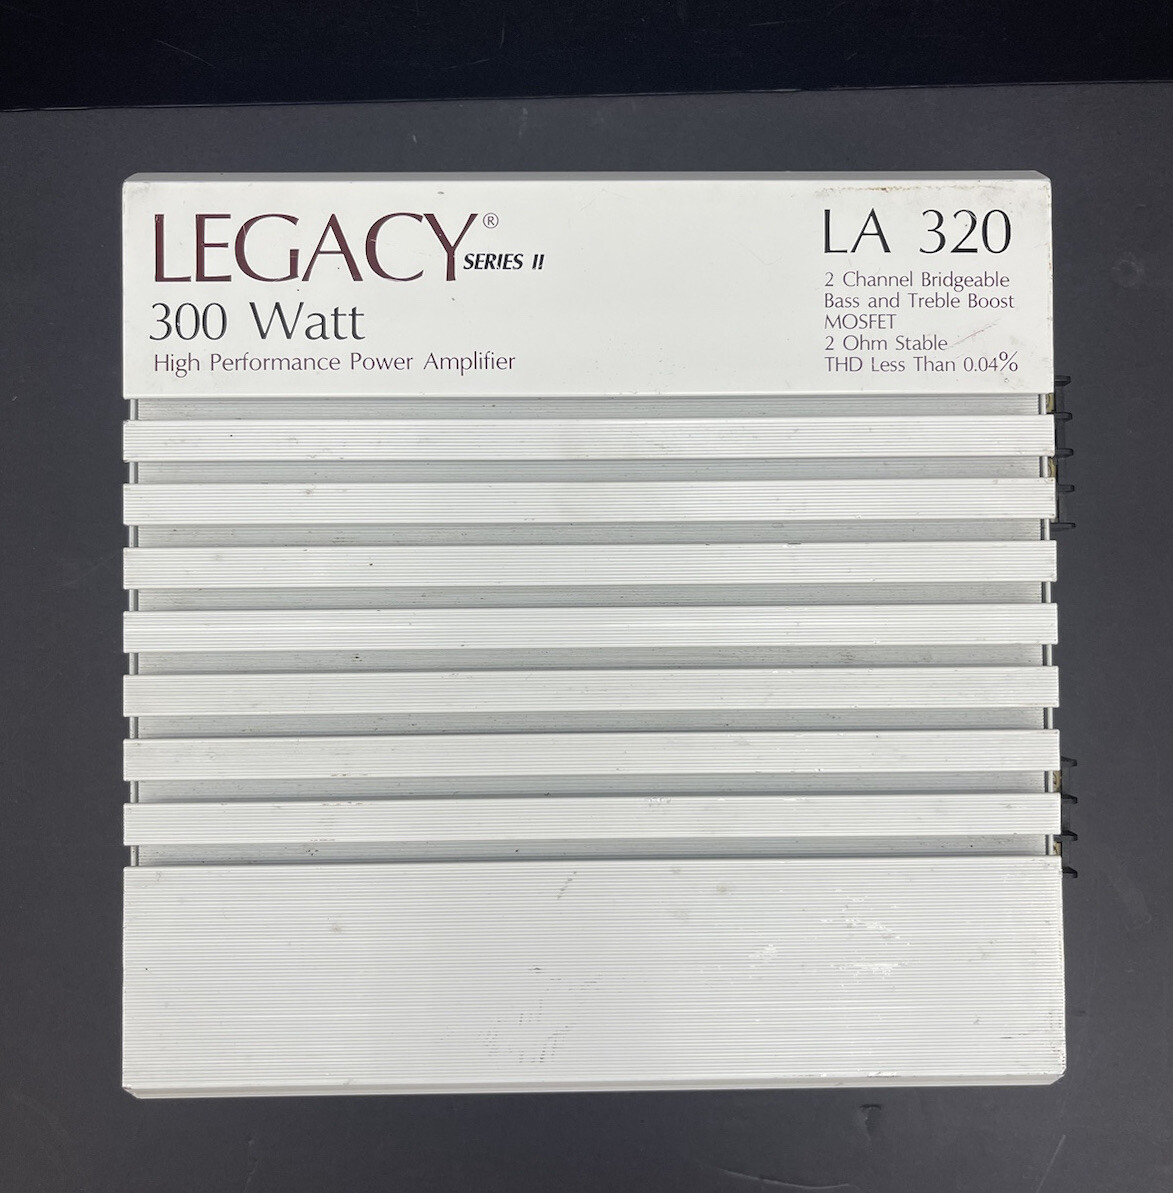 LEGACY® SERIES II
300 Watt
High Performance Power Amplifier
LA 320
2 Channel Bridgeable
Bass and Treble Boost
MOSFET
2 Ohm Stable
THD Less Than 0.04%